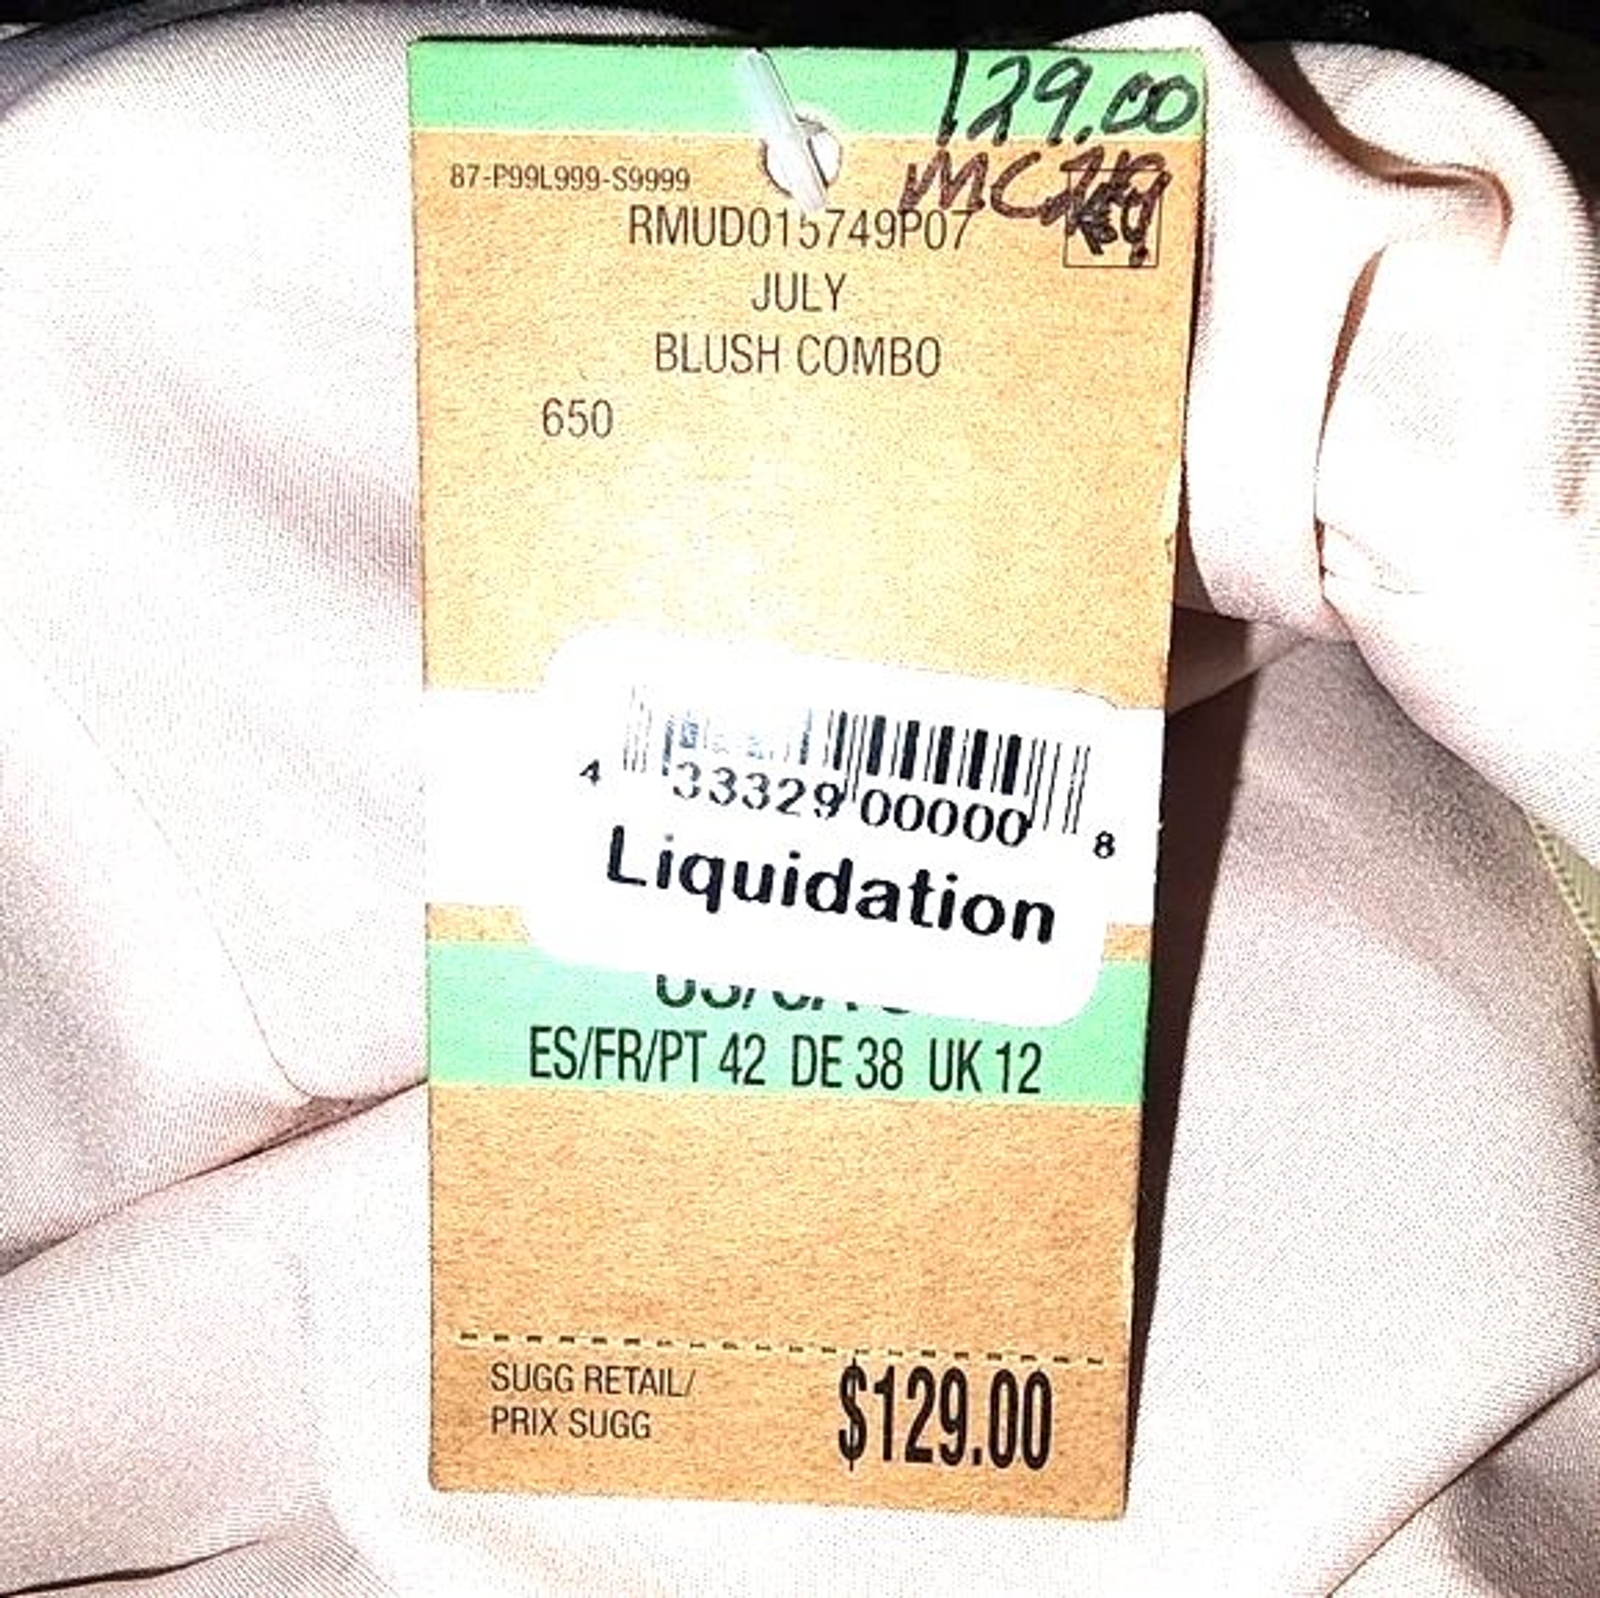 129.00
87-P99L999-S9999
RMUD015749P07
JULY
BLUSH COMBO
650
4 33329 00000 8
Liquidation
ES/FR/PT 42 DE 38 UK 12
SUGG RETAIL/
PRIX SUGG
$129.00